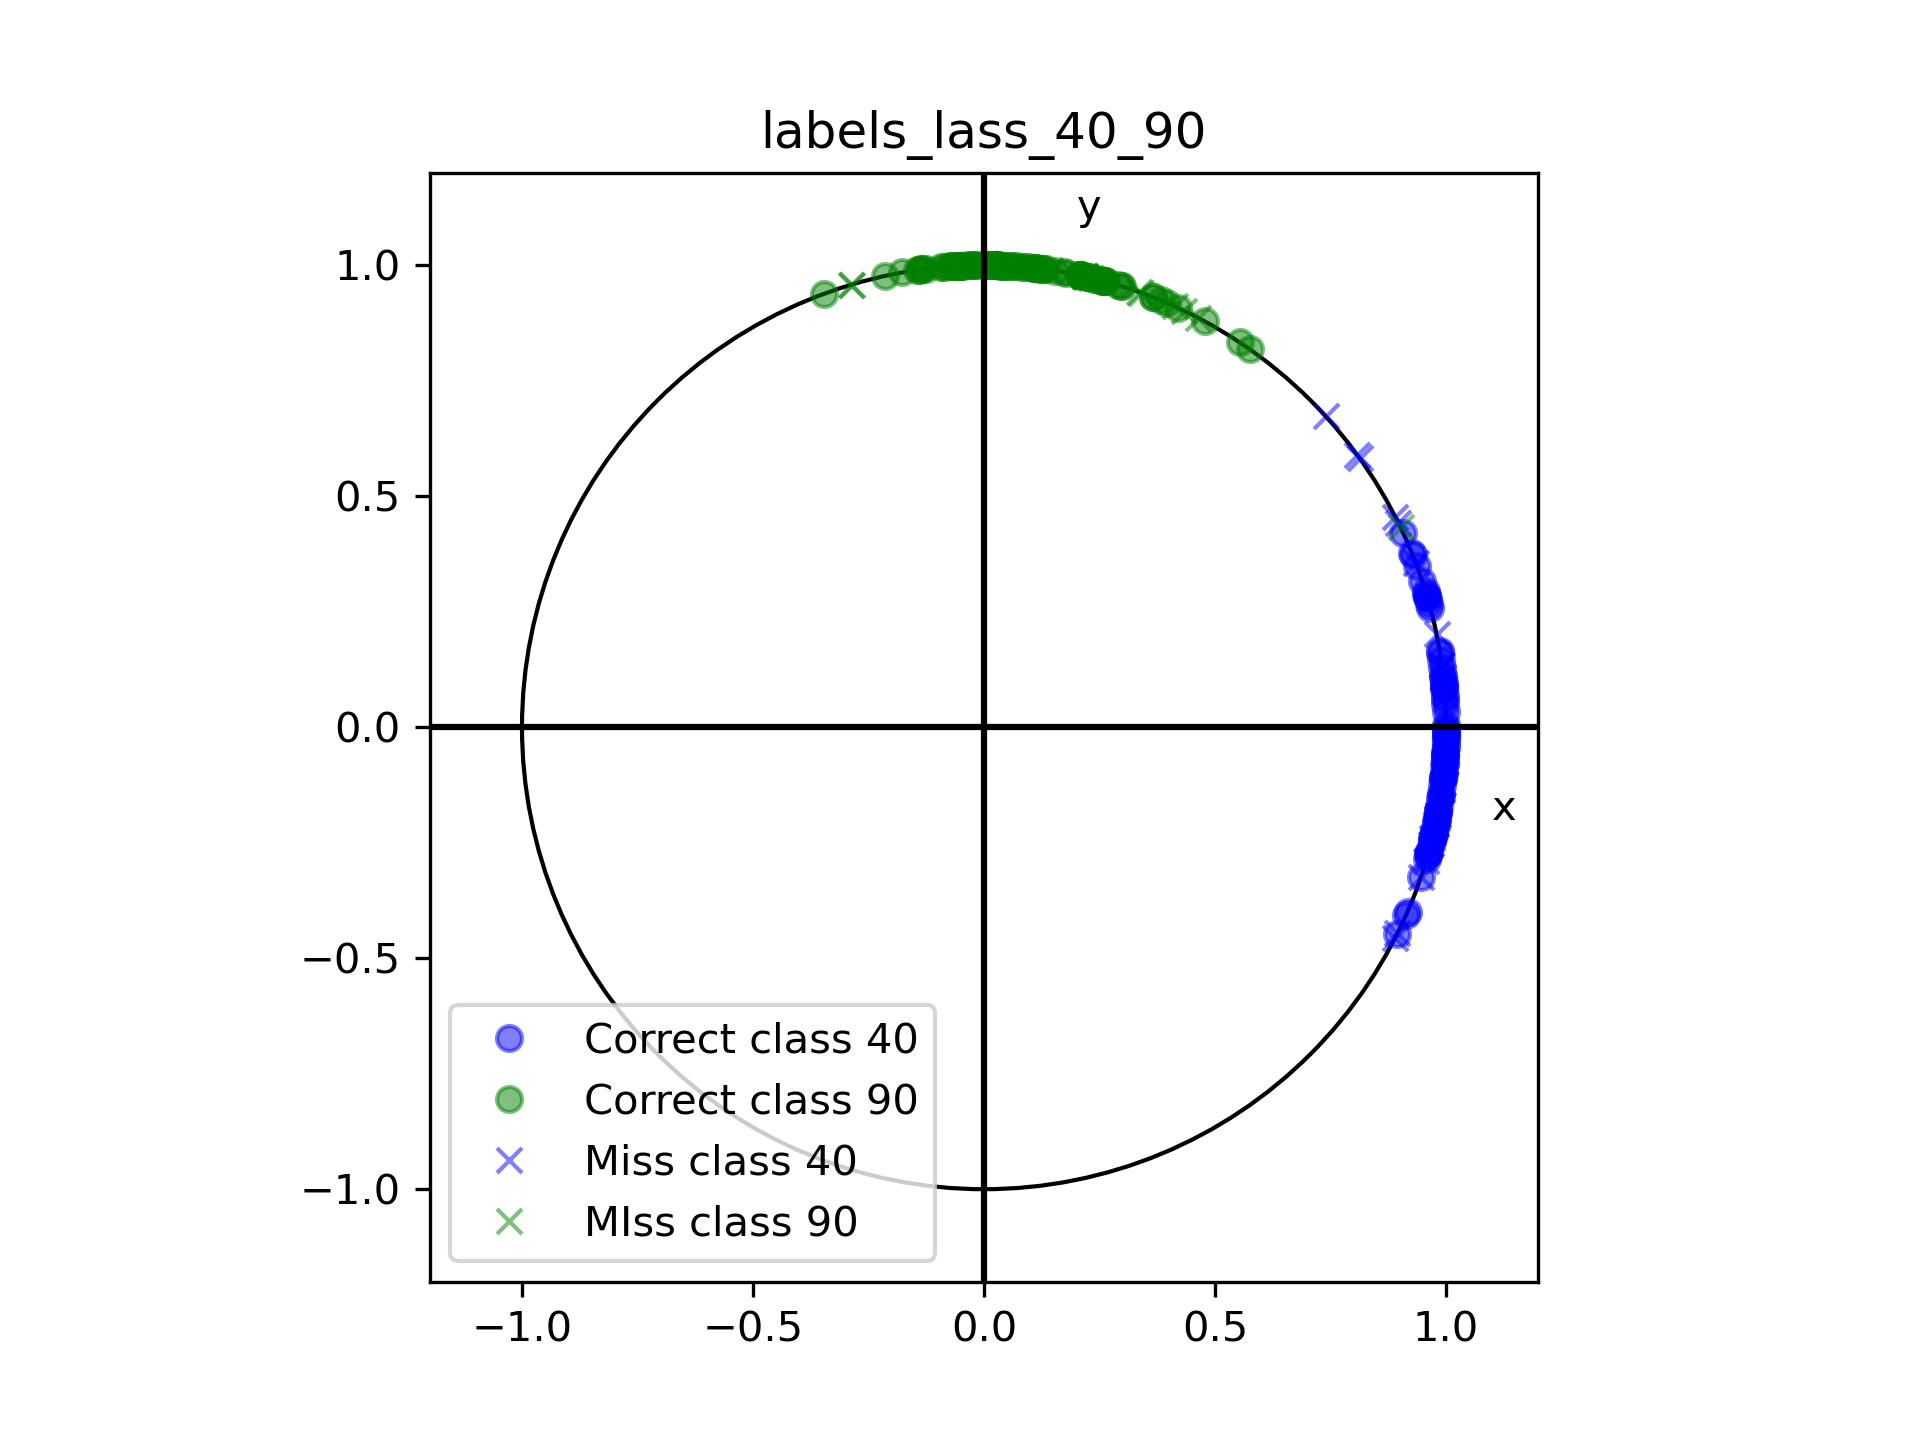 labels_lass_40_90
y
1.0
0.5
0.0
−0.5
−1.0
x
Correct class 40
Correct class 90
Miss class 40
MIss class 90
−1.0 −0.5 0.0 0.5 1.0